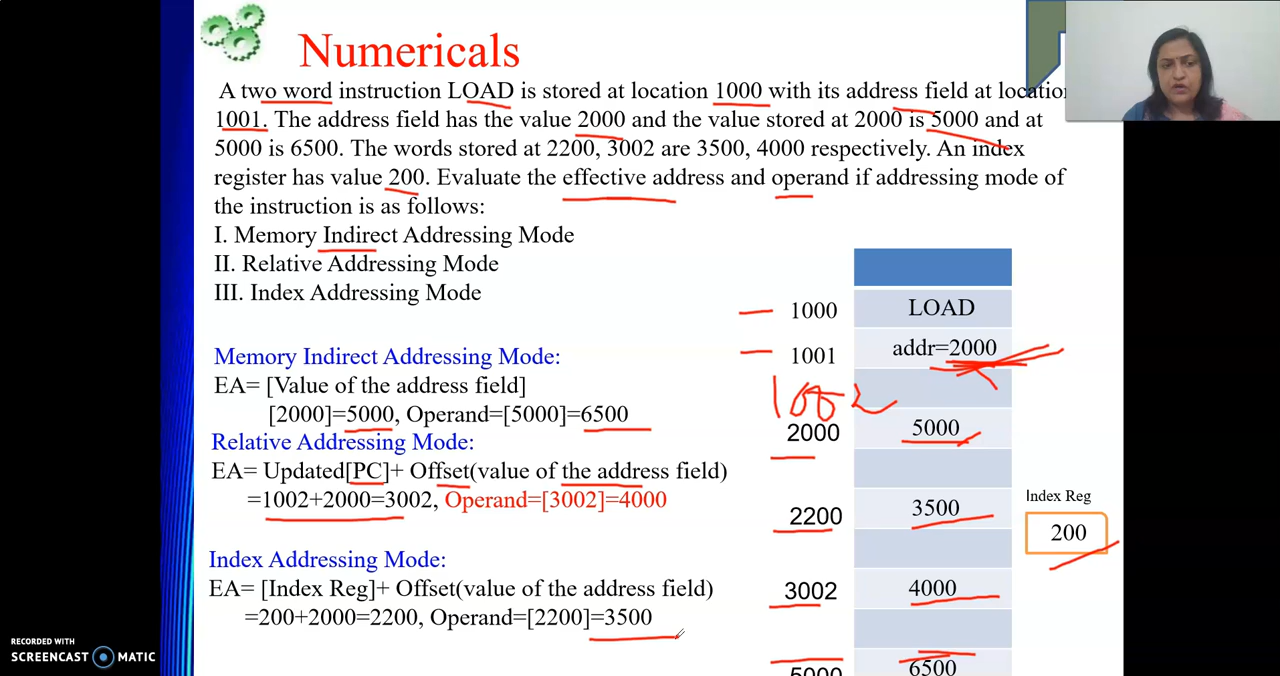 Numericals
A two word instruction LOAD is stored at location 1000 with its address field at locatio
1001. The address field has the value 2000 and the value stored at 2000 is 5000 and at
5000 is 6500. The words stored at 2200, 3002 are 3500, 4000 respectively. An index
register has value 200. Evaluate the effective address and operand if addressing mode of
the instruction is as follows:
I. Memory Indirect Addressing Mode
II. Relative Addressing Mode
III. Index Addressing Mode
Memory Indirect Addressing Mode:
EA= [Value of the address field]
[2000]=5000, Operand=[5000]=6500
Relative Addressing Mode:
EA= Updated[PC]+ Offset(value of the address field)
=1002+2000=3002, Operand=[3002]=4000
Index Addressing Mode:
EA= [Index Reg]+ Offset(value of the address field)
=200+2000=2200, Operand=[2200]=3500
1000 LOAD
1001 addr=2000
1002
2000 5000
2200 3500
3002 4000
5000 6500
Index Reg
200
RECORDED WITH
SCREENCAST MATIC